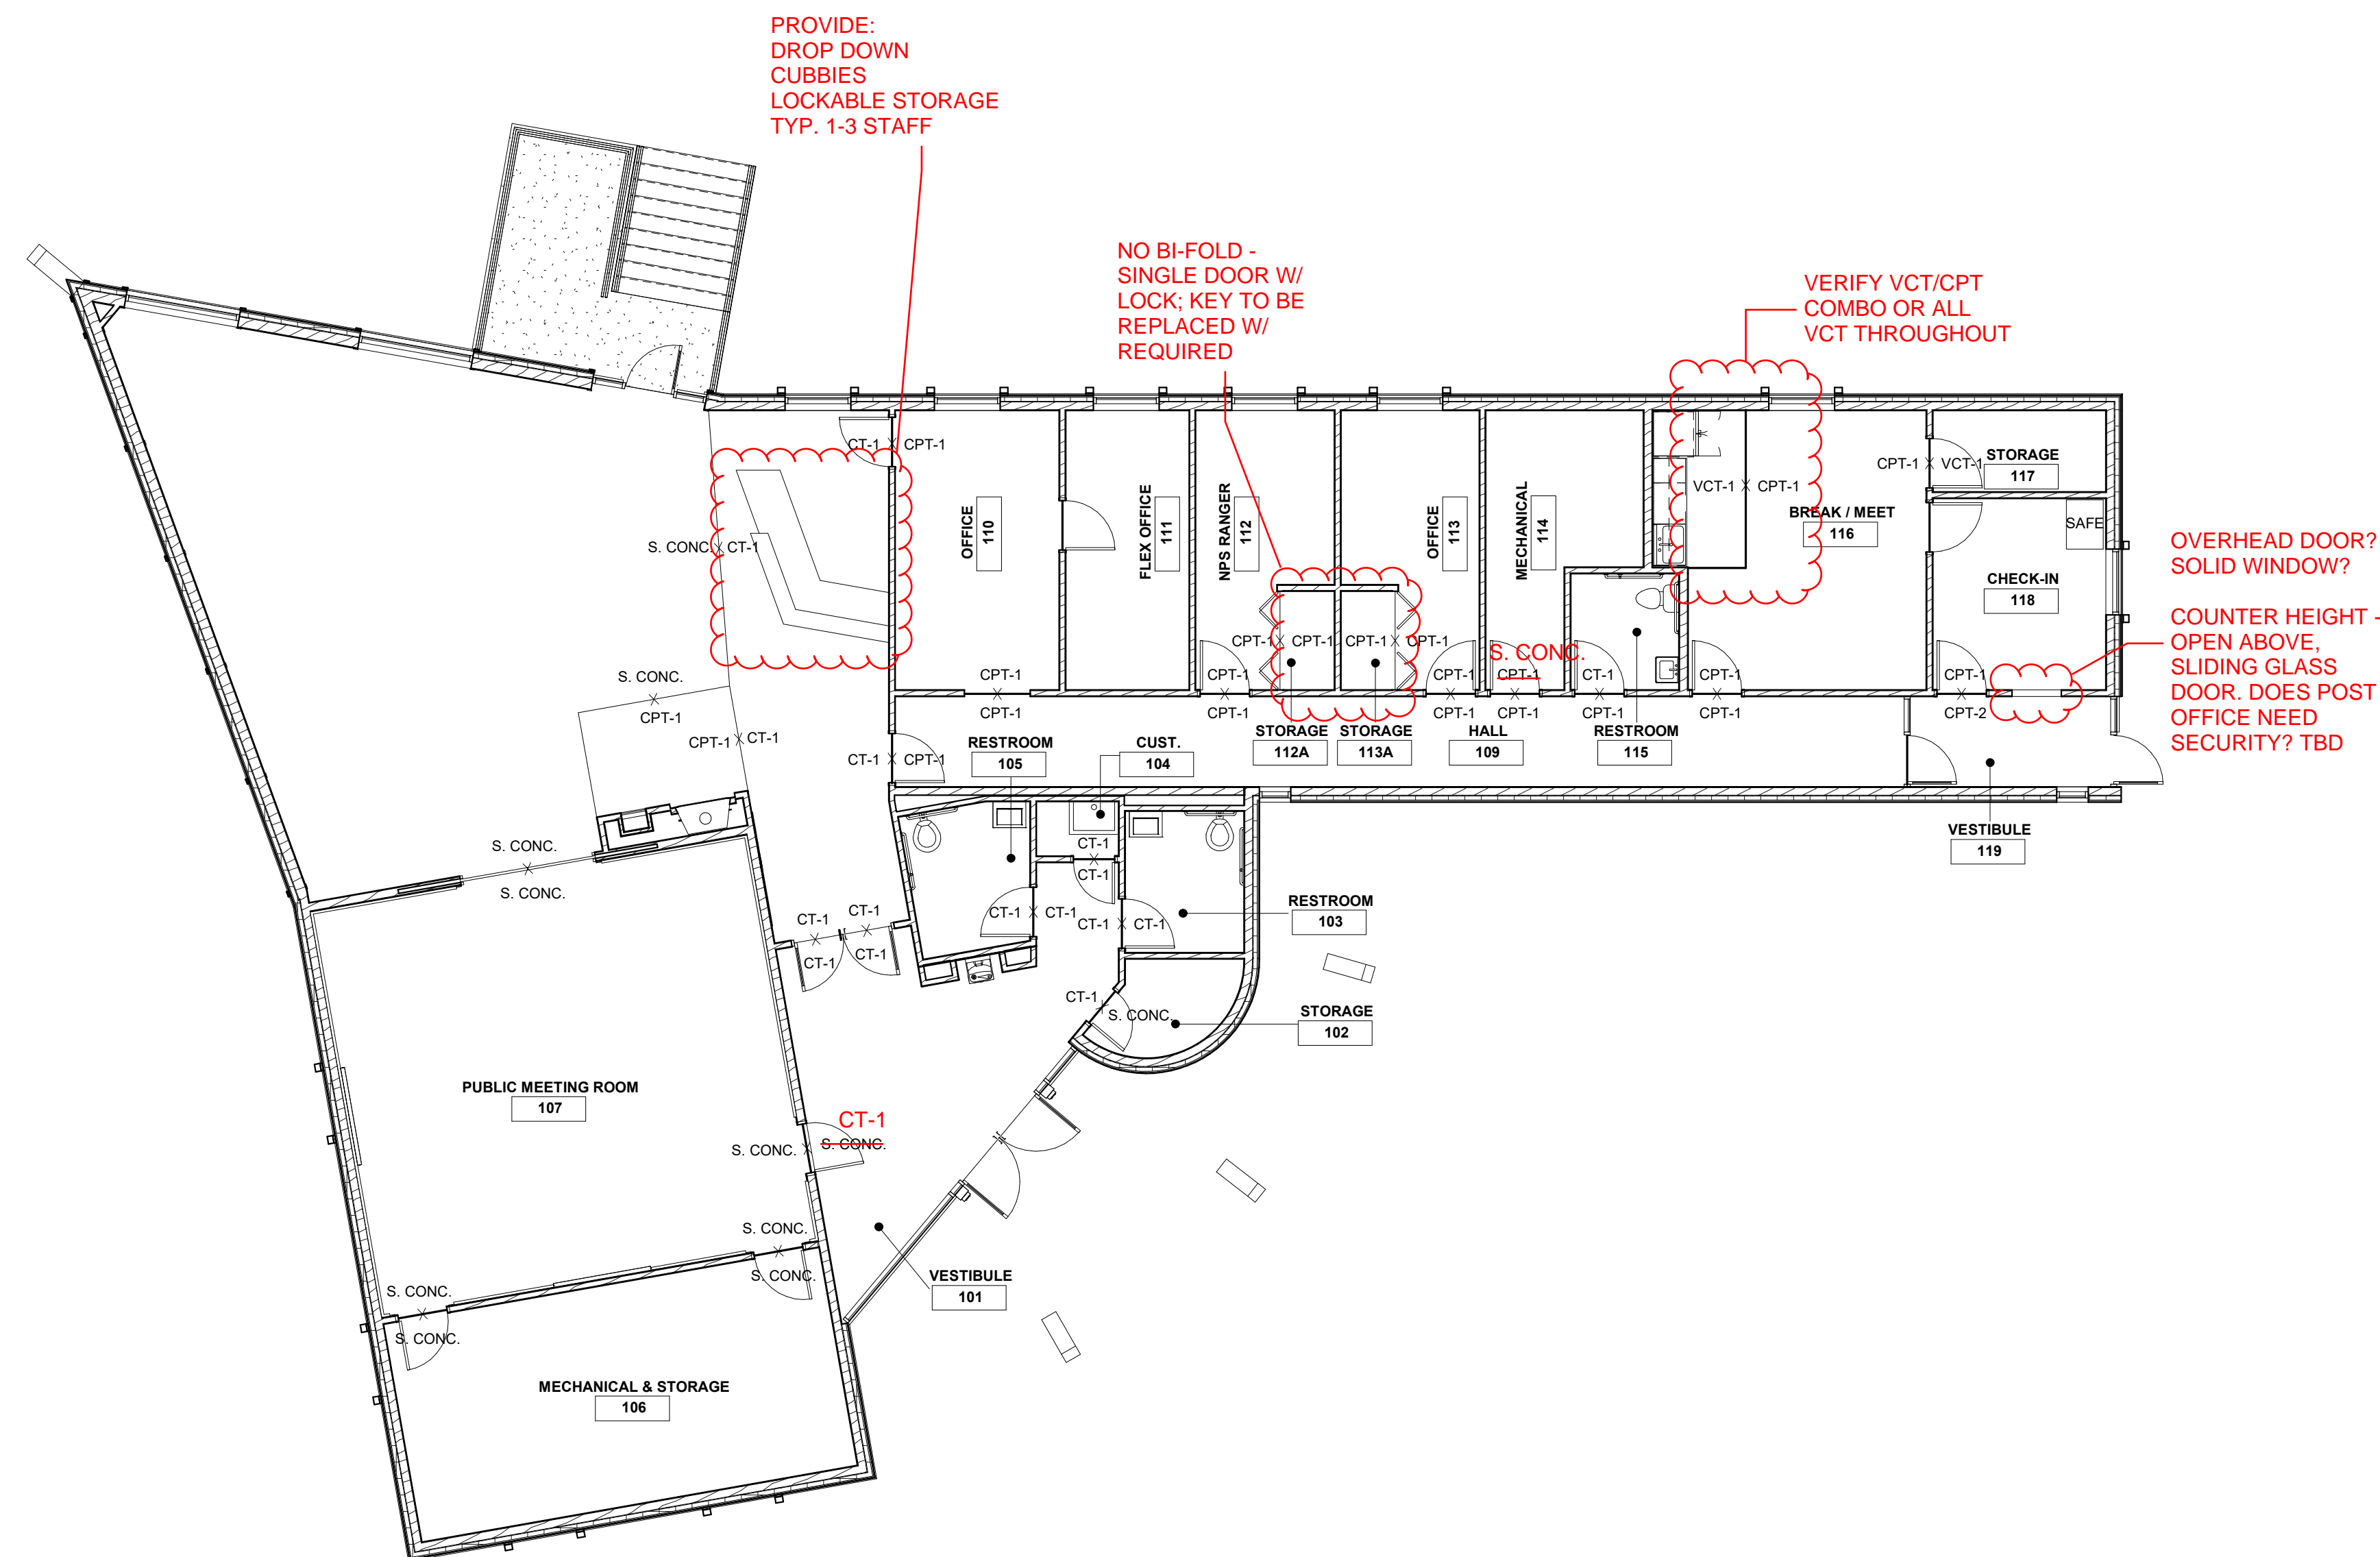 PROVIDE:
DROP DOWN
CUBBIES
LOCKABLE STORAGE
TYP. 1-3 STAFF
NO BI-FOLD -
SINGLE DOOR W/
LOCK; KEY TO BE
REPLACED W/
REQUIRED
VERIFY VCT/CPT
COMBO OR ALL
VCT THROUGHOUT
OVERHEAD DOOR?
SOLID WINDOW?
COUNTER HEIGHT -
OPEN ABOVE,
SLIDING GLASS
DOOR. DOES POST
OFFICE NEED
SECURITY? TBD
CT-1 CPT-1
S. CONC. CT-1
S. CONC.
CPT-1
CPT-1 CT-1
CT-1 CPT-1
OFFICE
110
CPT-1
CPT-1
FLEX OFFICE
111
NPS RANGER
112
CPT-1 CPT-1
CPT-1
CPT-1
STORAGE
112A
CPT-1 CPT-1
STORAGE
113A
OFFICE
113
CPT-1
CPT-1
MECHANICAL
114
S. CONC.
CPT-1
CPT-1
HALL
109
CT-1
CPT-1
RESTROOM
115
VCT-1 CPT-1
BREAK / MEET
116
CPT-1
CPT-1
CPT-1 VCT-1
STORAGE
117
SAFE
CHECK-IN
118
CPT-1
CPT-2
VESTIBULE
119
RESTROOM
105
CUST.
104
CT-1
CT-1
CT-1 CT-1
CT-1 CT-1
RESTROOM
103
CT-1
S. CONC.
STORAGE
102
CT-1
CT-1
CT-1
CT-1
S. CONC.
S. CONC.
PUBLIC MEETING ROOM
107
CT-1
S. CONC. S. CONC.
S. CONC.
S. CONC.
VESTIBULE
101
S. CONC.
S. CONC.
MECHANICAL & STORAGE
106